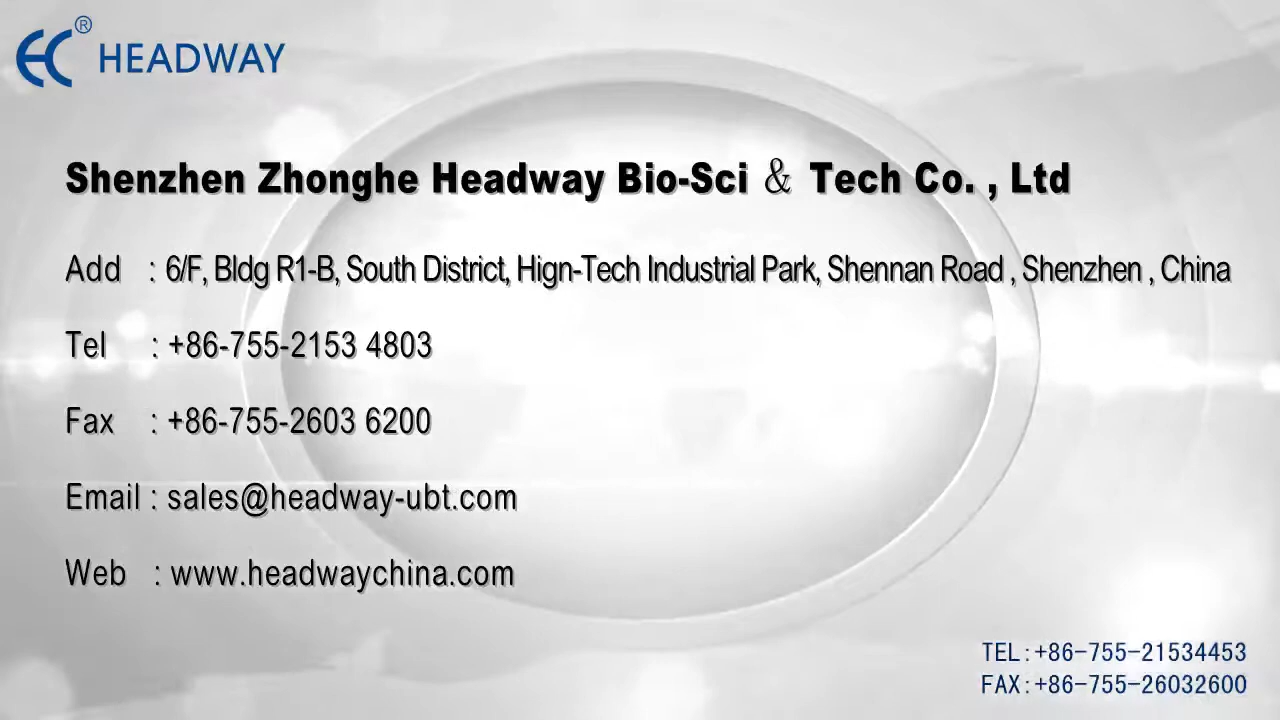 EC® HEADWAY
Shenzhen Zhonghe Headway Bio-Sci & Tech Co. , Ltd
Add : 6/F, Bldg R1-B, South District, Hign-Tech Industrial Park, Shennan Road , Shenzhen , China
Tel : +86-755-2153 4803
Fax : +86-755-2603 6200
Email : sales@headway-ubt.com
Web : www.headwaychina.com
TEL:+86-755-21534453
FAX:+86-755-26032600